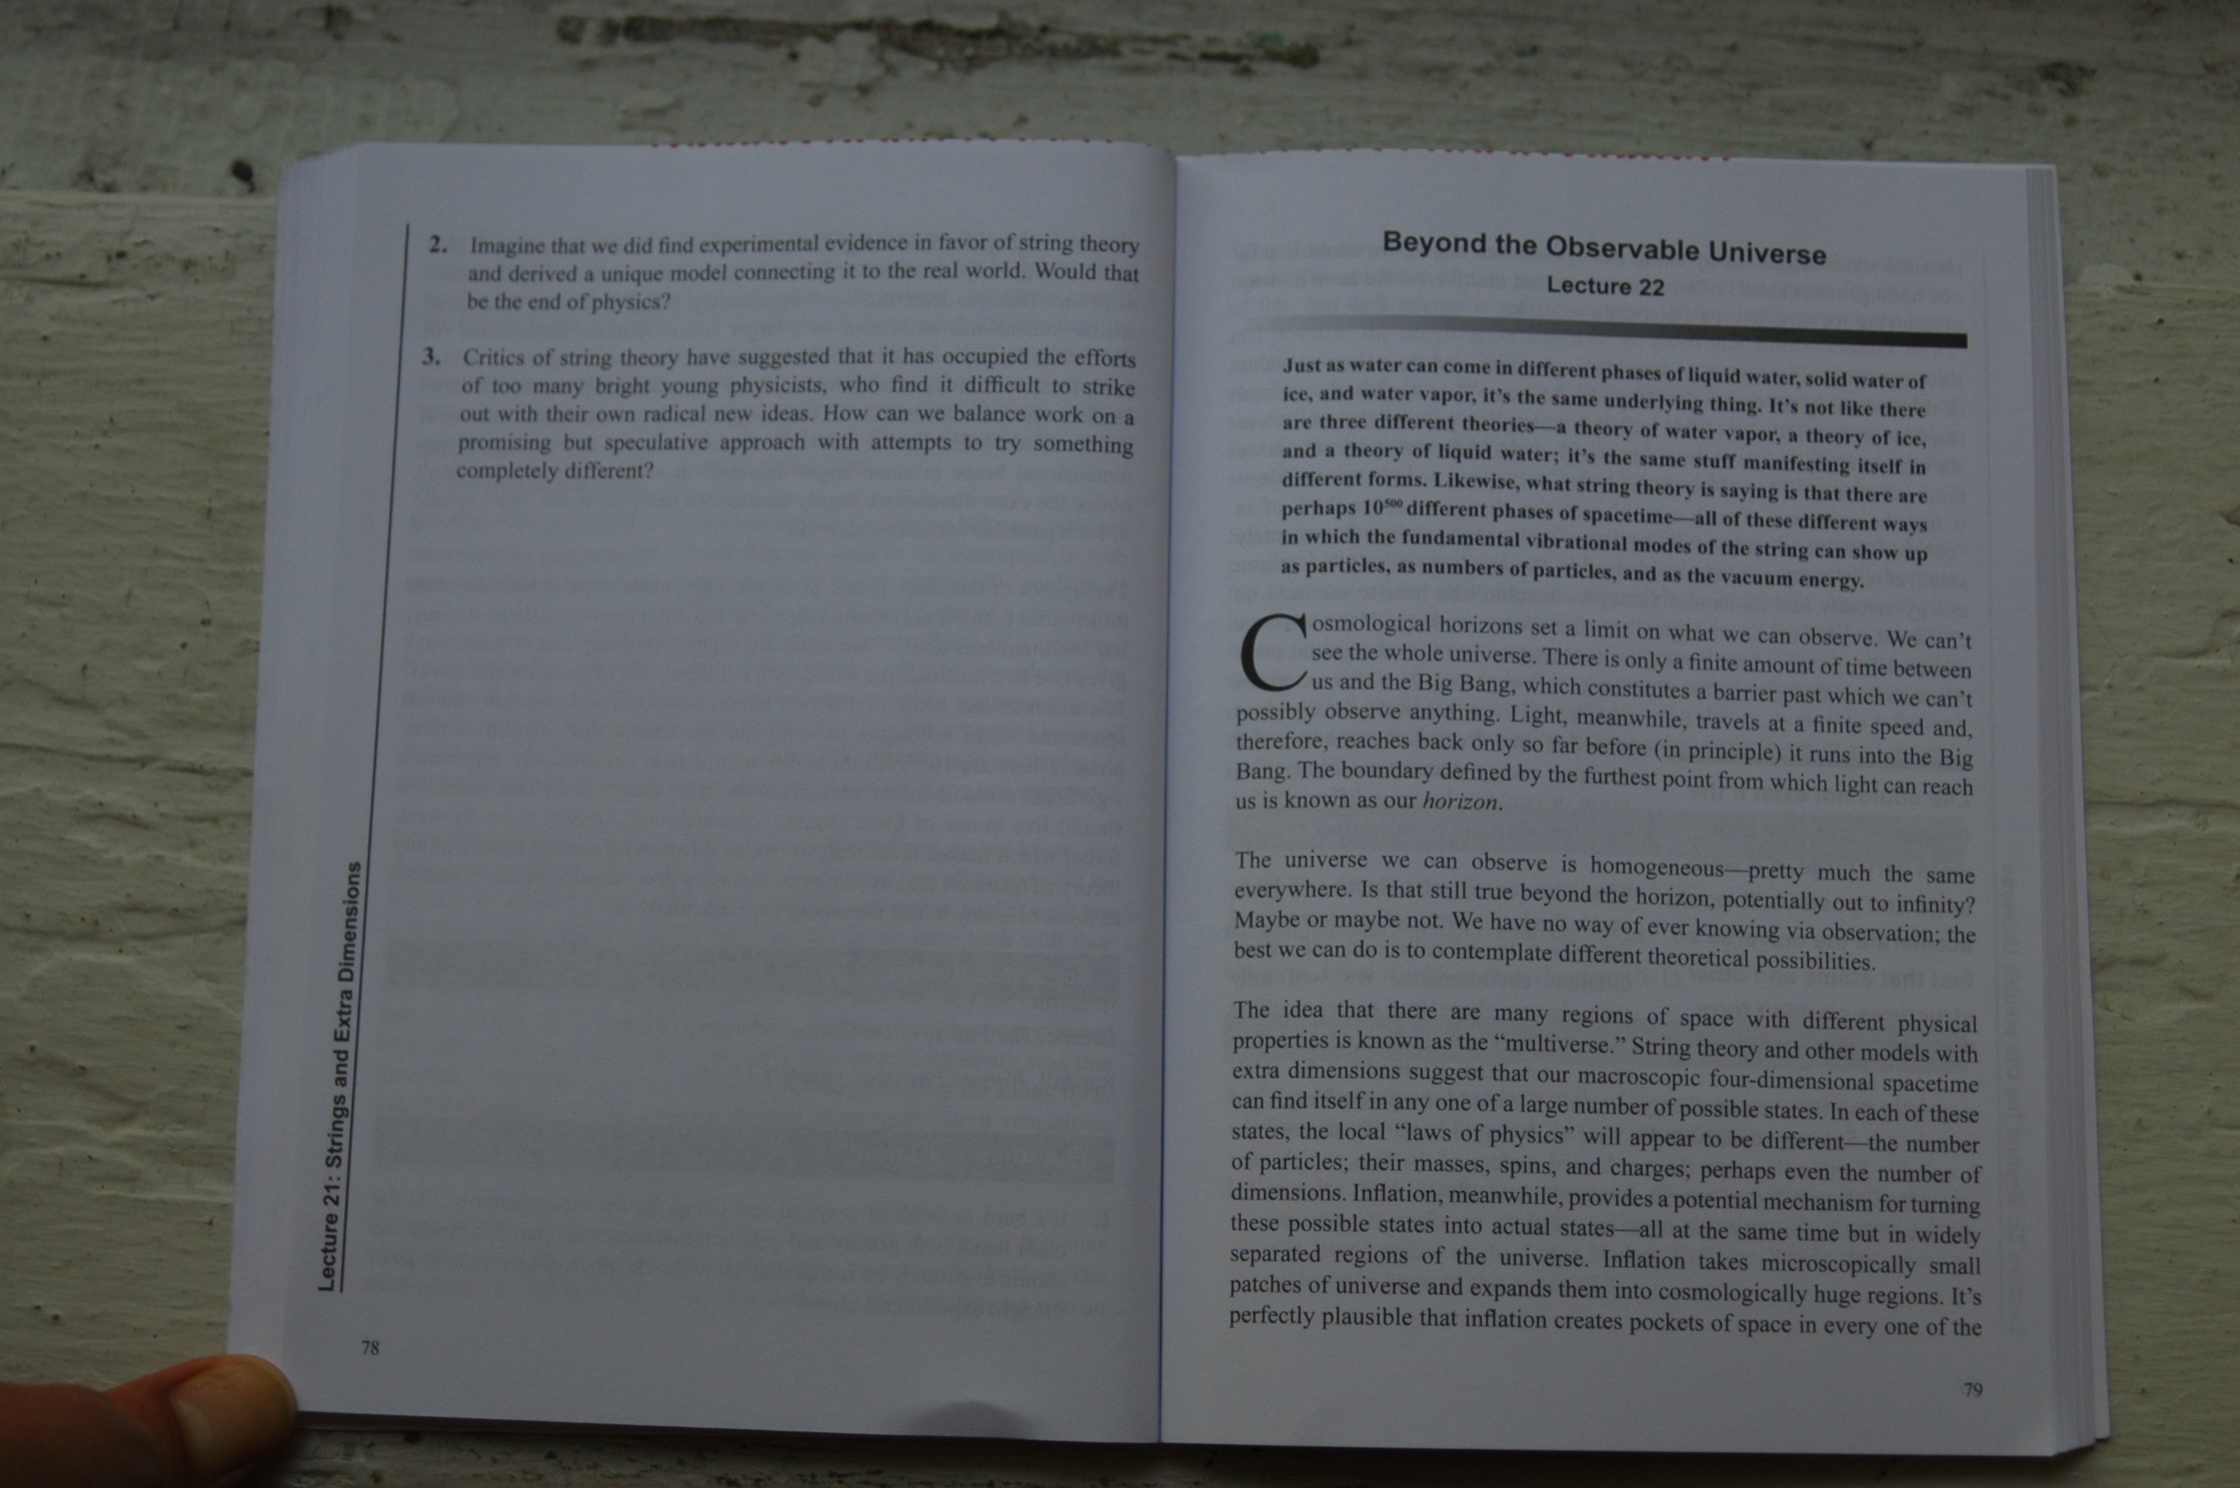 2. Imagine that we did find experimental evidence in favor of string theory
and derived a unique model connecting it to the real world. Would that
be the end of physics?
3. Critics of string theory have suggested that it has occupied the efforts
of too many bright young physicists, who find it difficult to strike
out with their own radical new ideas. How can we balance work on a
promising but speculative approach with attempts to try something
completely different?
Lecture 21: Strings and Extra Dimensions
78
Beyond the Observable Universe
Lecture 22
Just as water can come in different phases of liquid water, solid water of
ice, and water vapor, it's the same underlying thing. It's not like there
are three different theories—a theory of water vapor, a theory of ice,
and a theory of liquid water; it's the same stuff manifesting itself in
different forms. Likewise, what string theory is saying is that there are
perhaps 10⁵⁰⁰ different phases of spacetime—all of these different ways
in which the fundamental vibrational modes of the string can show up
as particles, as numbers of particles, and as the vacuum energy.
Cosmological horizons set a limit on what we can observe. We can't
see the whole universe. There is only a finite amount of time between
us and the Big Bang, which constitutes a barrier past which we can't
possibly observe anything. Light, meanwhile, travels at a finite speed and,
therefore, reaches back only so far before (in principle) it runs into the Big
Bang. The boundary defined by the furthest point from which light can reach
us is known as our horizon.
The universe we can observe is homogeneous—pretty much the same
everywhere. Is that still true beyond the horizon, potentially out to infinity?
Maybe or maybe not. We have no way of ever knowing via observation; the
best we can do is to contemplate different theoretical possibilities.
The idea that there are many regions of space with different physical
properties is known as the “multiverse.” String theory and other models with
extra dimensions suggest that our macroscopic four-dimensional spacetime
can find itself in any one of a large number of possible states. In each of these
states, the local “laws of physics” will appear to be different—the number
of particles; their masses, spins, and charges; perhaps even the number of
dimensions. Inflation, meanwhile, provides a potential mechanism for turning
these possible states into actual states—all at the same time but in widely
separated regions of the universe. Inflation takes microscopically small
patches of universe and expands them into cosmologically huge regions. It's
perfectly plausible that inflation creates pockets of space in every one of the
79